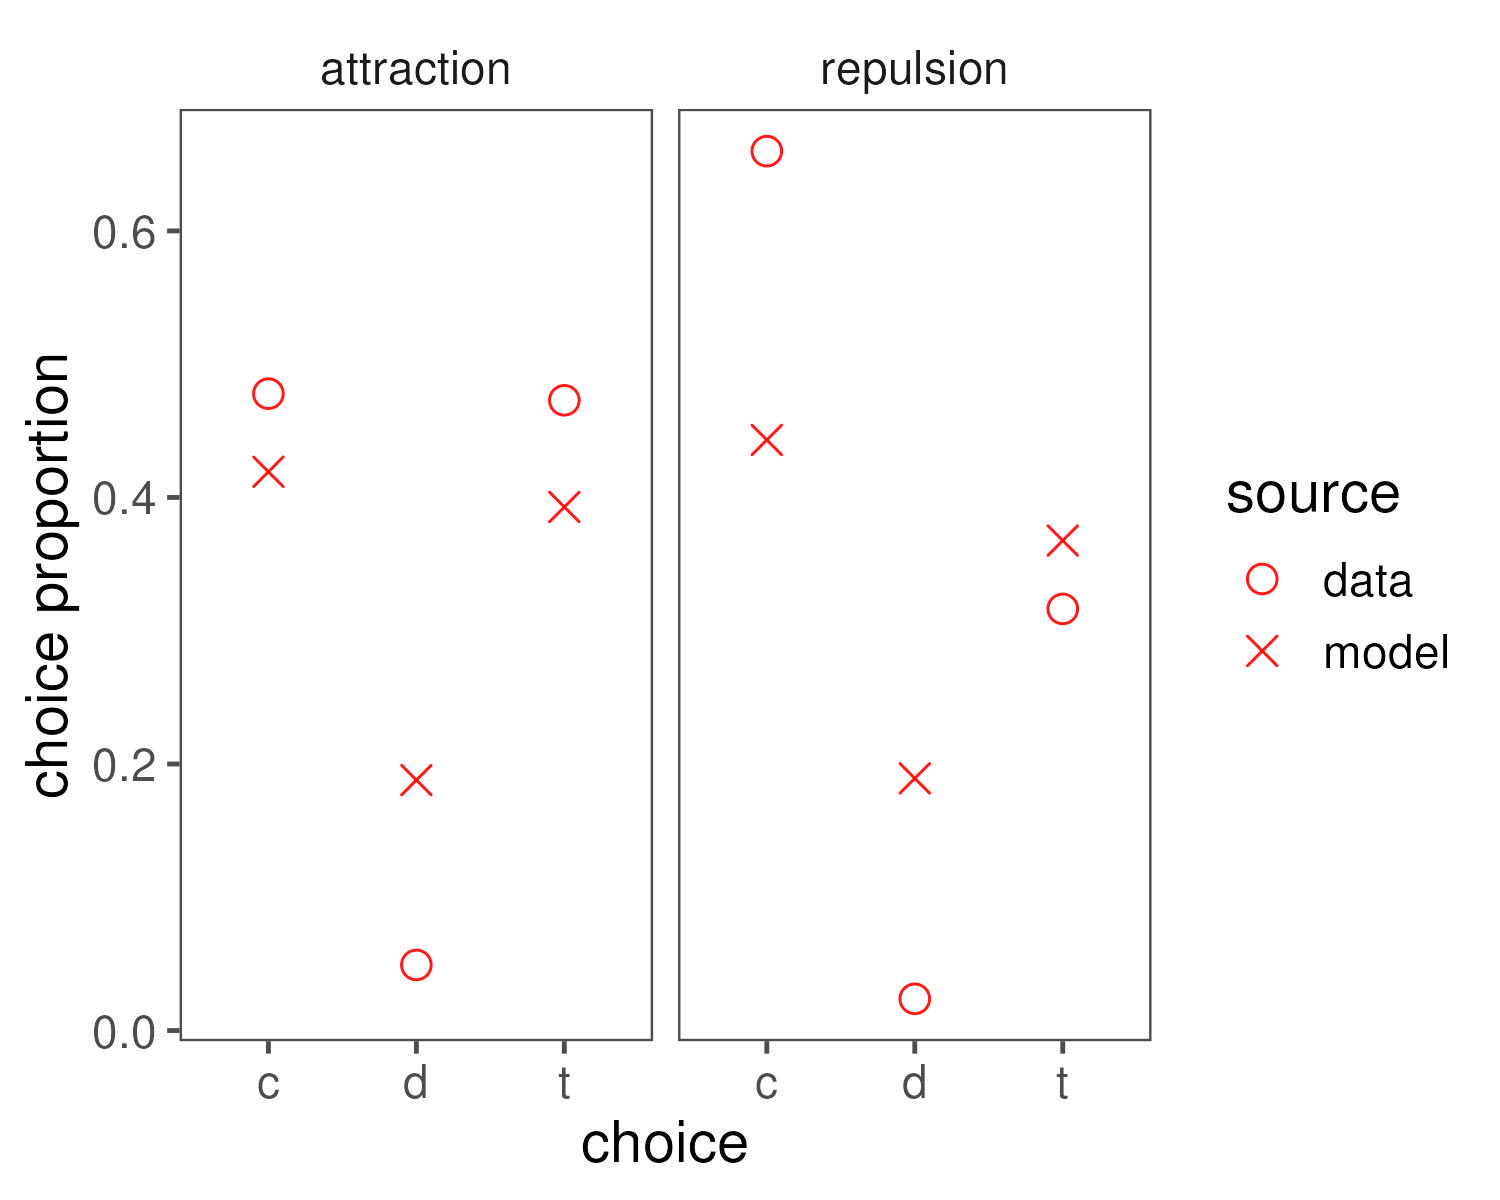 attraction
repulsion
choice proportion
0.6
0.4
0.2
0.0
c d t
c d t
choice
source
data
model